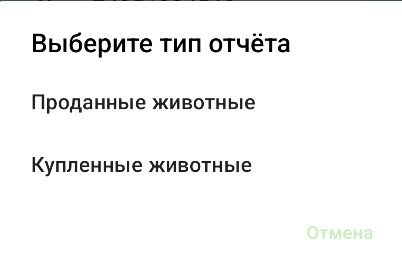 Выберите тип отчёта
Проданные животные
Купленные животные
Отмена